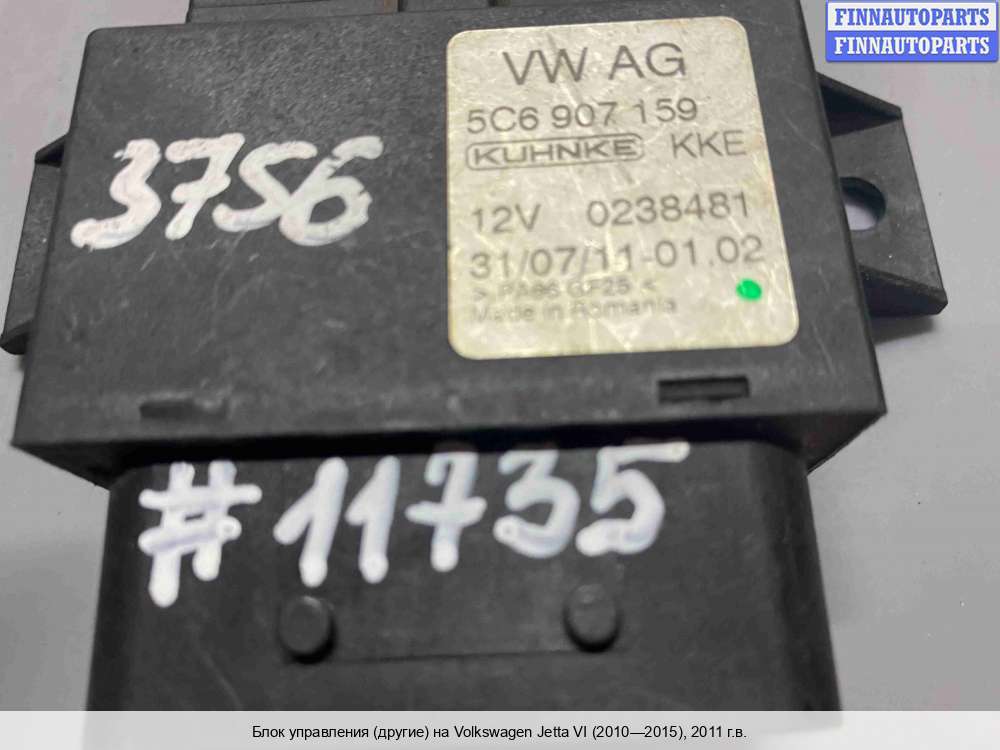 FINNAUTOPARTS
FINNAUTOPARTS
VW AG
5C6 907 159
KUHNKE KKE
12V 0238481
31/07/11-01.02
> PA66 GF25 <
Made in Romania
3756
#11735
Блок управления (другие) на Volkswagen Jetta VI (2010—2015), 2011 г.в.